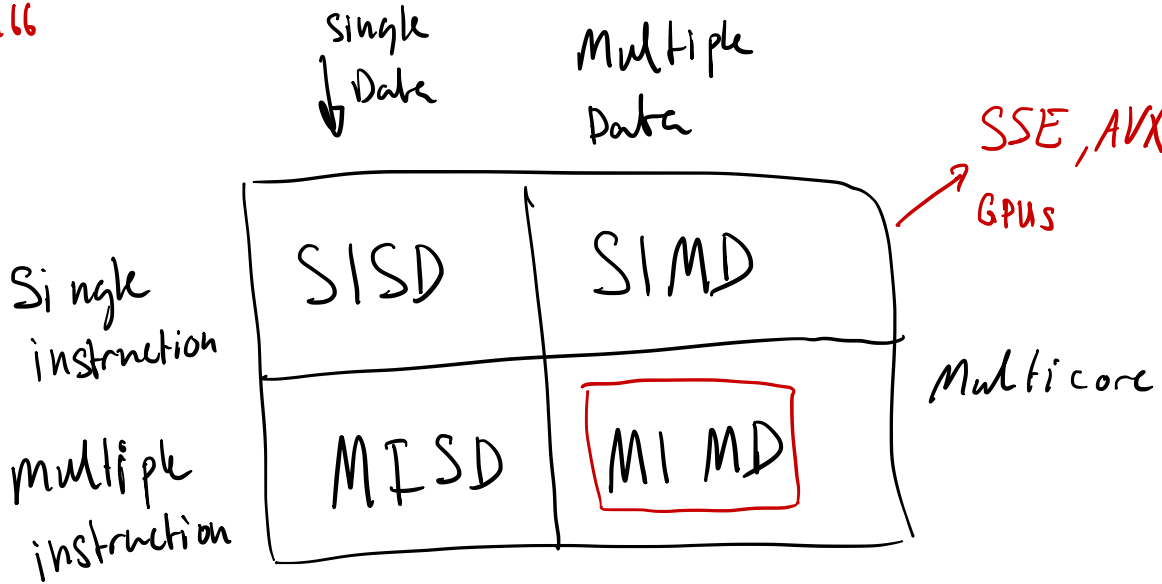 66
single
Data
Multiple
Data
SSE, AVX
GPUs
Single
instruction
SISD
SIMD
Multicore
multiple
instruction
MISD
MIMD